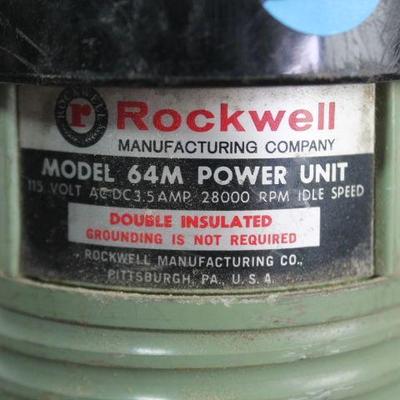 ROCKWELL
r Rockwell
MANUFACTURING COMPANY
MODEL 64M POWER UNIT
115 VOLT AC-DC 3.5 AMP 28000 RPM IDLE SPEED
DOUBLE INSULATED
GROUNDING IS NOT REQUIRED
ROCKWELL MANUFACTURING CO.,
PITTSBURGH, PA., U. S. A.